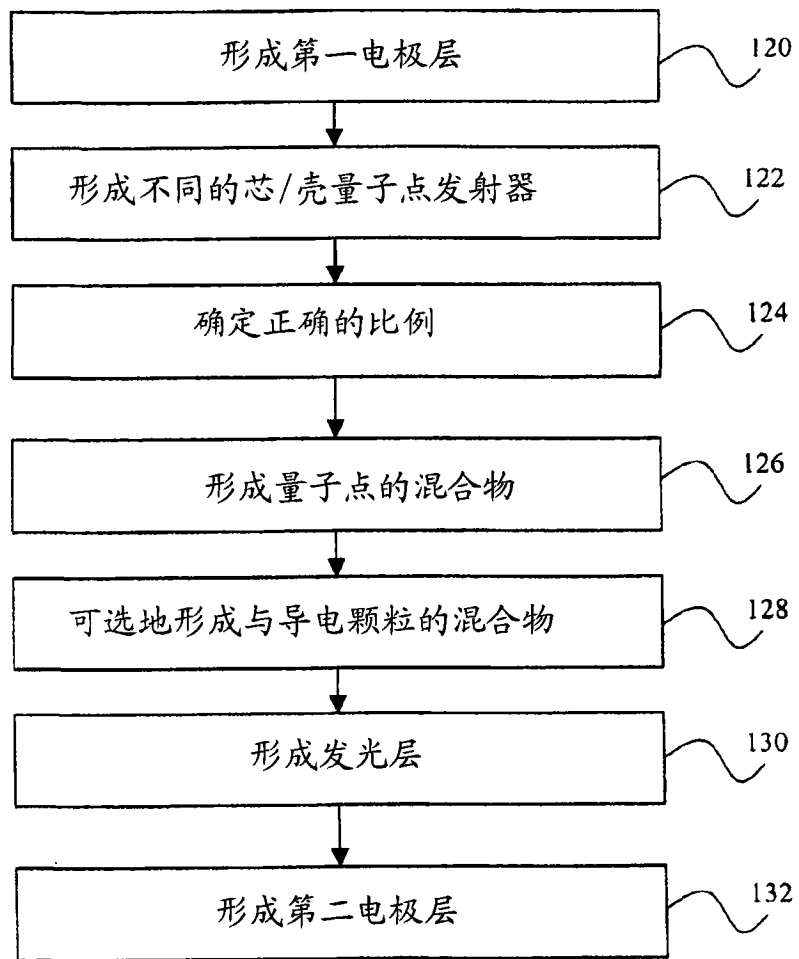 形成第一电极层
120
形成不同的芯/壳量子点发射器
122
确定正确的比例
124
形成量子点的混合物
126
可选地形成与导电颗粒的混合物
128
形成发光层
130
形成第二电极层
132